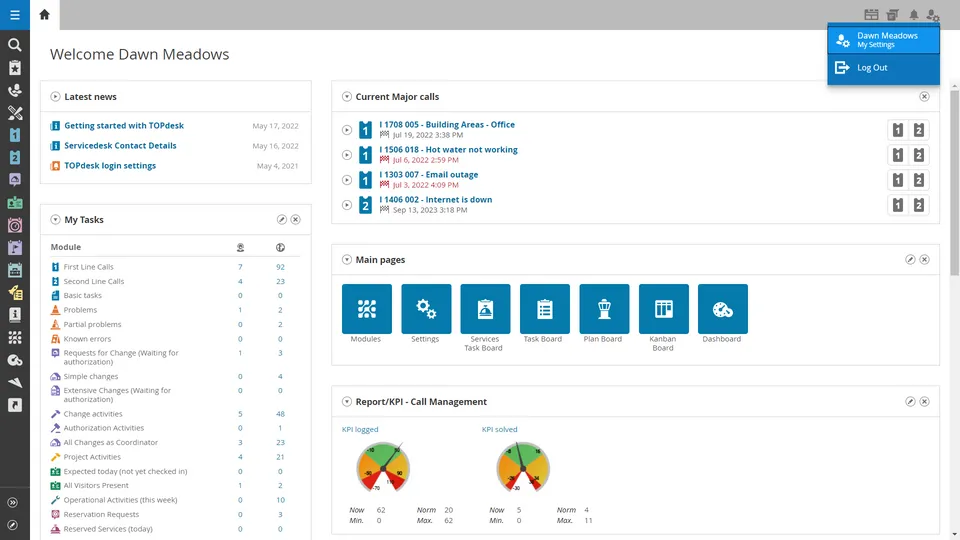 Dawn Meadows
My Settings
Log Out
Welcome Dawn Meadows
Latest news
Getting started with TOPdesk May 17, 2022
Servicedesk Contact Details May 16, 2022
TOPdesk login settings May 4, 2021
My Tasks
Module
First Line Calls 7 92
Second Line Calls 4 23
Basic tasks 0 0
Problems 1 2
Partial problems 0 2
Known errors 0 0
Requests for Change (Waiting for
authorization) 1 3
Simple changes 0 4
Extensive Changes (Waiting for
authorization) 0 0
Change activities 5 48
Authorization Activities 0 1
All Changes as Coordinator 3 23
Project Activities 4 21
Expected today (not yet checked in) 0 0
All Visitors Present 1 2
Operational Activities (this week) 0 10
Reservation Requests 0 3
Reserved Services (today) 0 0
Current Major calls
1 I 1708 005 - Building Areas - Office 1 2
Jul 19, 2022 3:38 PM
1 I 1506 018 - Hot water not working 1 2
Jul 6, 2022 2:59 PM
1 I 1303 007 - Email outage 1 2
Jul 3, 2022 4:09 PM
2 I 1406 002 - Internet is down 1 2
Sep 13, 2023 3:18 PM
Main pages
Modules
Settings
Services
Task Board
Task Board
Plan Board
Kanban
Board
Dashboard
Report/KPI - Call Management
KPI logged
KPI solved
Now 62 Norm 20
Min. 0 Max. 62
Now 5 Norm 4
Min. 0 Max. 11